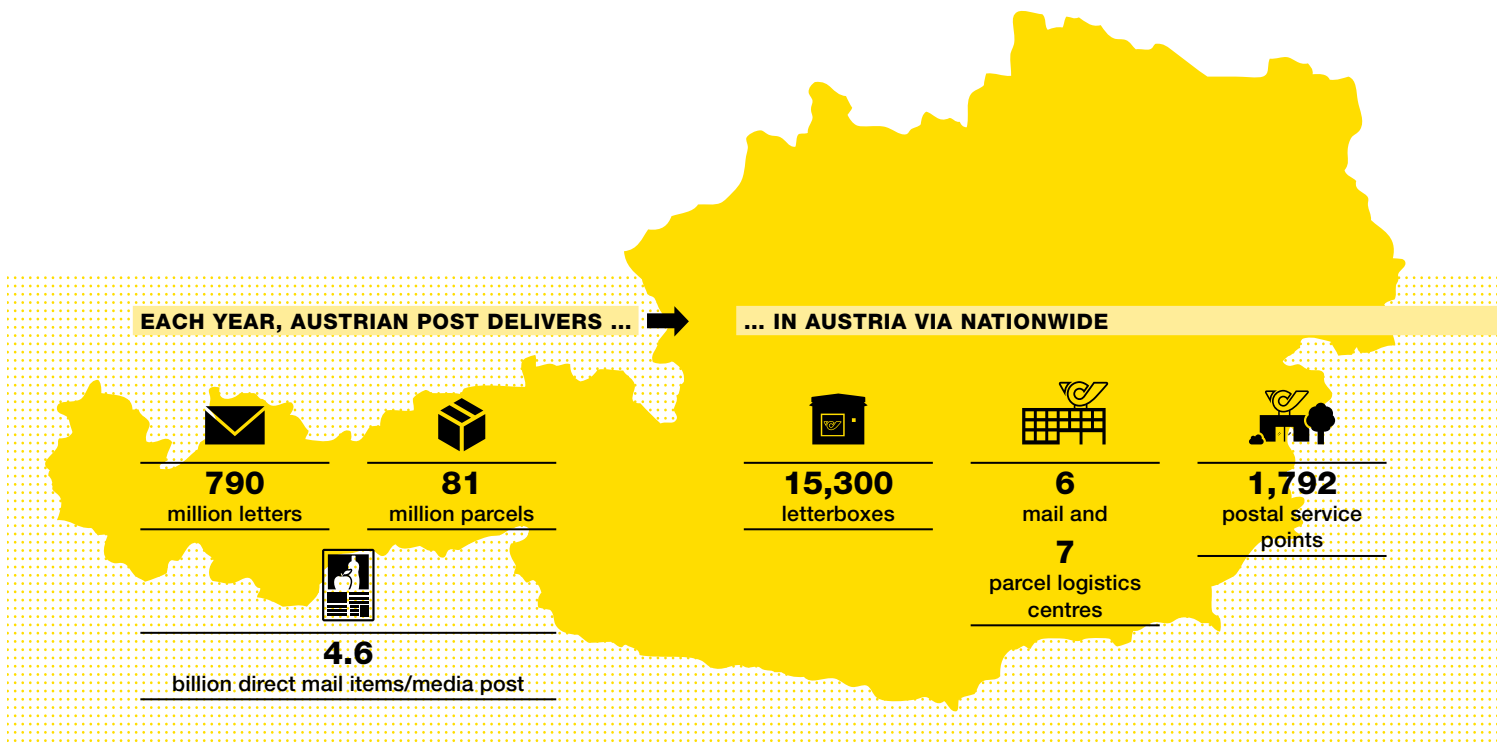 EACH YEAR, AUSTRIAN POST DELIVERS ...
790
million letters
81
million parcels
4.6
billion direct mail items/media post
... IN AUSTRIA VIA NATIONWIDE
15,300
letterboxes
6
mail and
7
parcel logistics
centres
1,792
postal service
points